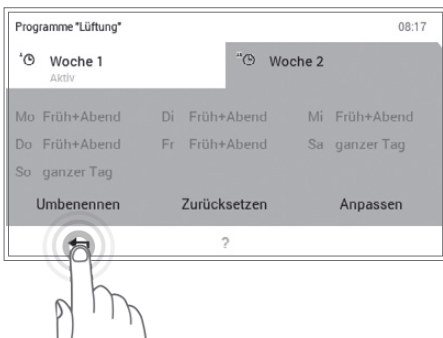 Programme "Lüftung" 08:17
Woche 1 Woche 2
Aktiv
Mo Früh+Abend Di Früh+Abend Mi Früh+Abend
Do Früh+Abend Fr Früh+Abend Sa ganzer Tag
So ganzer Tag
Umbenennen Zurücksetzen Anpassen
?